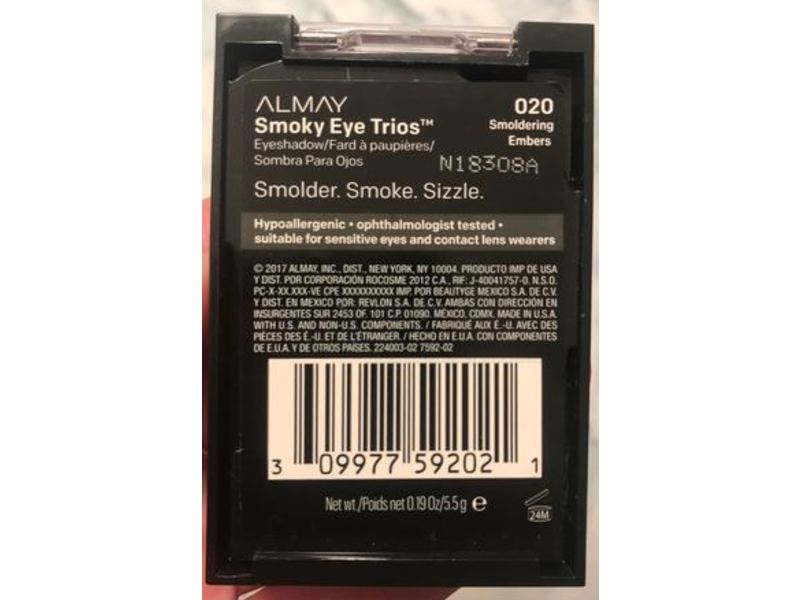 ALMAY
Smoky Eye Trios™
Eyeshadow/Fard à paupières/
Sombra Para Ojos
020
Smoldering
Embers
N18308A
Smolder. Smoke. Sizzle.
Hypoallergenic • ophthalmologist tested •
suitable for sensitive eyes and contact lens wearers
© 2017 ALMAY, INC., DIST., NEW YORK, NY 10004. PRODUCTO IMP DE USA
Y DIST. POR CORPORACIÓN ROCOSME 2012 C.A., RIF: J-40041757-0. N.S.O.
PC-X-XX.XXX-VE CPE XXXXXXXXXX IMP. POR BEAUTYGE MEXICO S.A. DE C.V.
Y DIST. EN MEXICO POR: REVLON S.A. DE C.V. AMBAS CON DIRECCIÓN EN
INSURGENTES SUR 2453 OF. 101 C.P. 01090. MÉXICO, CDMX. MADE IN U.S.A.
WITH U.S. AND NON-U.S. COMPONENTS. / FABRIQUÉ AUX É.-U. AVEC DES
PIÈCES DES É.-U. ET DE L'ÉTRANGER. / HECHO EN E.U.A. CON COMPONENTES
DE E.U.A. Y DE OTROS PAÍSES. 224003-02 7592-02
3 09977 59202 1
Net wt./Poids net 0.19 Oz/5.5 g e
24M